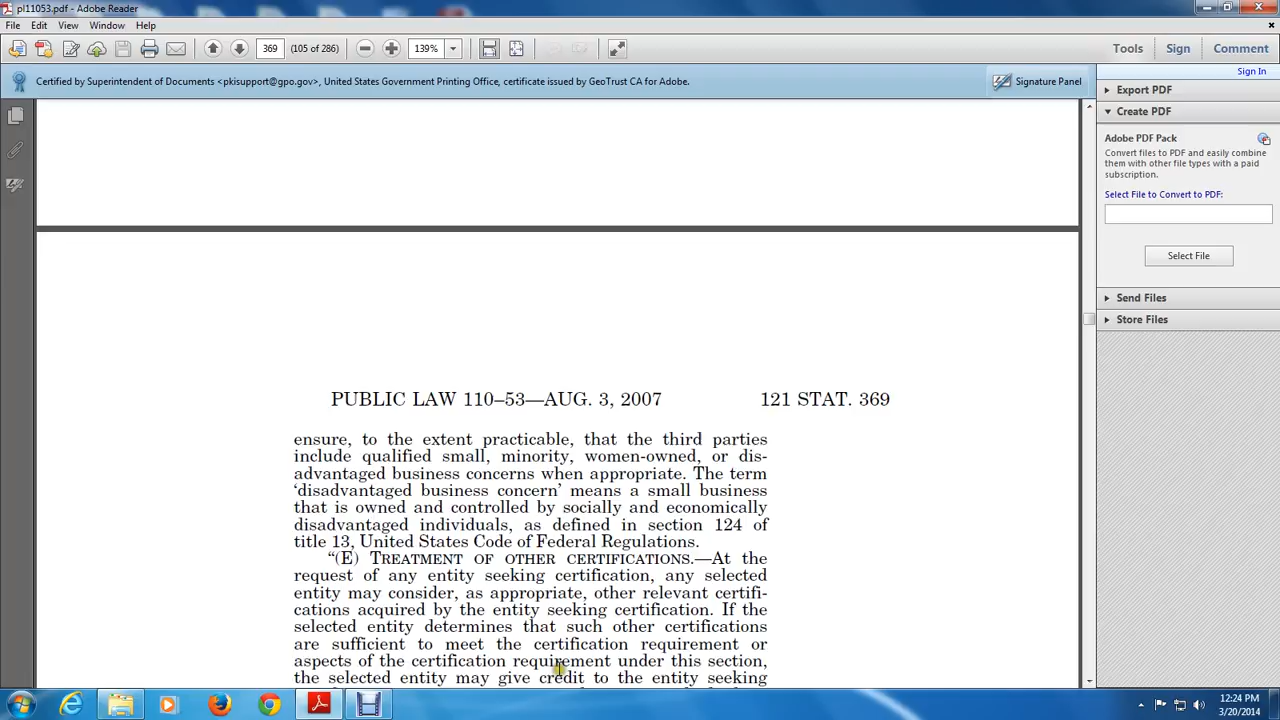 pl11053.pdf - Adobe Reader
File Edit View Window Help
369 (105 of 286) 139% Tools Sign Comment
Certified by Superintendent of Documents <pkisupport@gpo.gov>, United States Government Printing Office, certificate issued by GeoTrust CA for Adobe. Signature Panel
Sign In
Export PDF
Create PDF
Adobe PDF Pack
Convert files to PDF and easily combine
them with other file types with a paid
subscription.
Select File to Convert to PDF:
Select File
Send Files
Store Files
PUBLIC LAW 110–53—AUG. 3, 2007 121 STAT. 369
ensure, to the extent practicable, that the third parties
include qualified small, minority, women-owned, or dis-
advantaged business concerns when appropriate. The term
‘disadvantaged business concern’ means a small business
that is owned and controlled by socially and economically
disadvantaged individuals, as defined in section 124 of
title 13, United States Code of Federal Regulations.
“(E) TREATMENT OF OTHER CERTIFICATIONS.—At the
request of any entity seeking certification, any selected
entity may consider, as appropriate, other relevant certifi-
cations acquired by the entity seeking certification. If the
selected entity determines that such other certifications
are sufficient to meet the certification requirement or
aspects of the certification requirement under this section,
the selected entity may give credit to the entity seeking
12:24 PM
3/20/2014